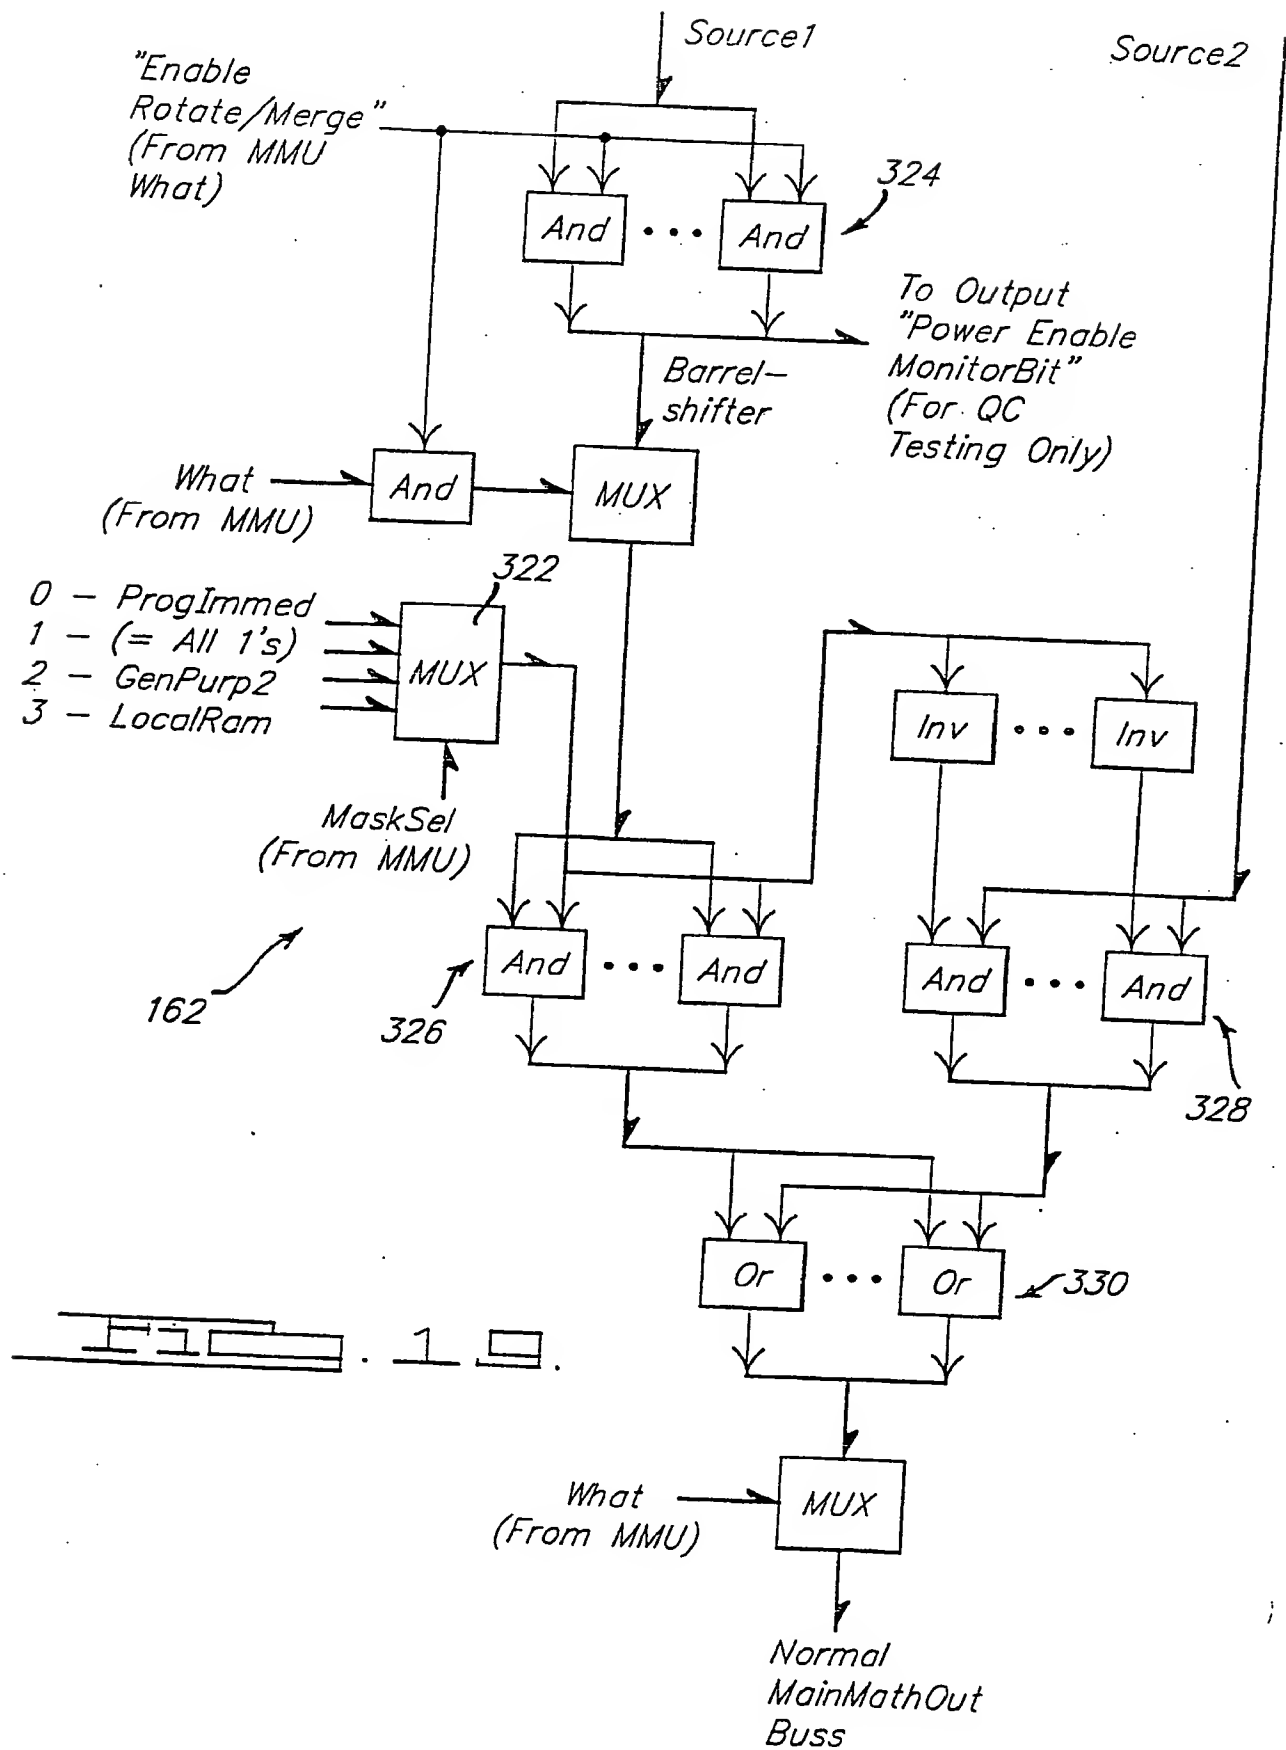 Source1
Source2
"Enable
Rotate/Merge"
(From MMU
What)
324
And ••• And
To Output
"Power Enable
MonitorBit"
(For QC
Testing Only)
Barrel-
shifter
What
(From MMU)
And
MUX
322
0 - ProgImmed
1 - (= All 1's)
2 - GenPurp2
3 - LocalRam
MUX
MaskSel
(From MMU)
Inv ••• Inv
162
326
And ••• And
And ••• And
328
Or ••• Or
330
What
(From MMU)
MUX
Normal
MainMathOut
Buss